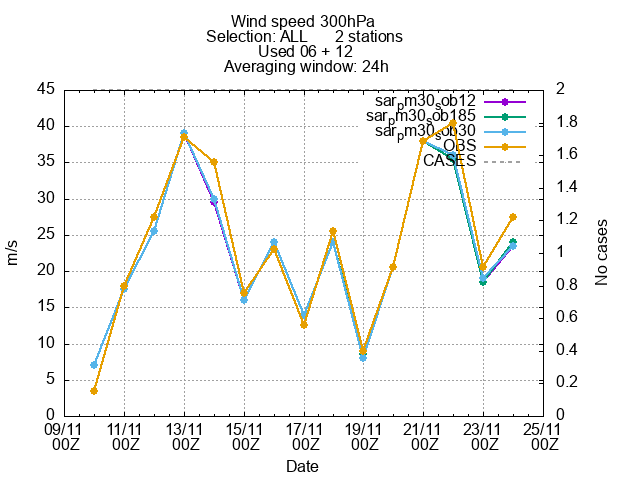 Wind speed 300hPa
Selection: ALL 2 stations
Used 06 + 12
Averaging window: 24h
sar_pm30_sob12
sar_pm30_sob185
sar_pm30_sob30
OBS
CASES
45
40
35
30
25
20
15
10
5
0
m/s
2
1.8
1.6
1.4
1.2
1
0.8
0.6
0.4
0.2
0
No cases
09/11 11/11 13/11 15/11 17/11 19/11 21/11 23/11 25/11
00Z 00Z 00Z 00Z 00Z 00Z 00Z 00Z 00Z
Date